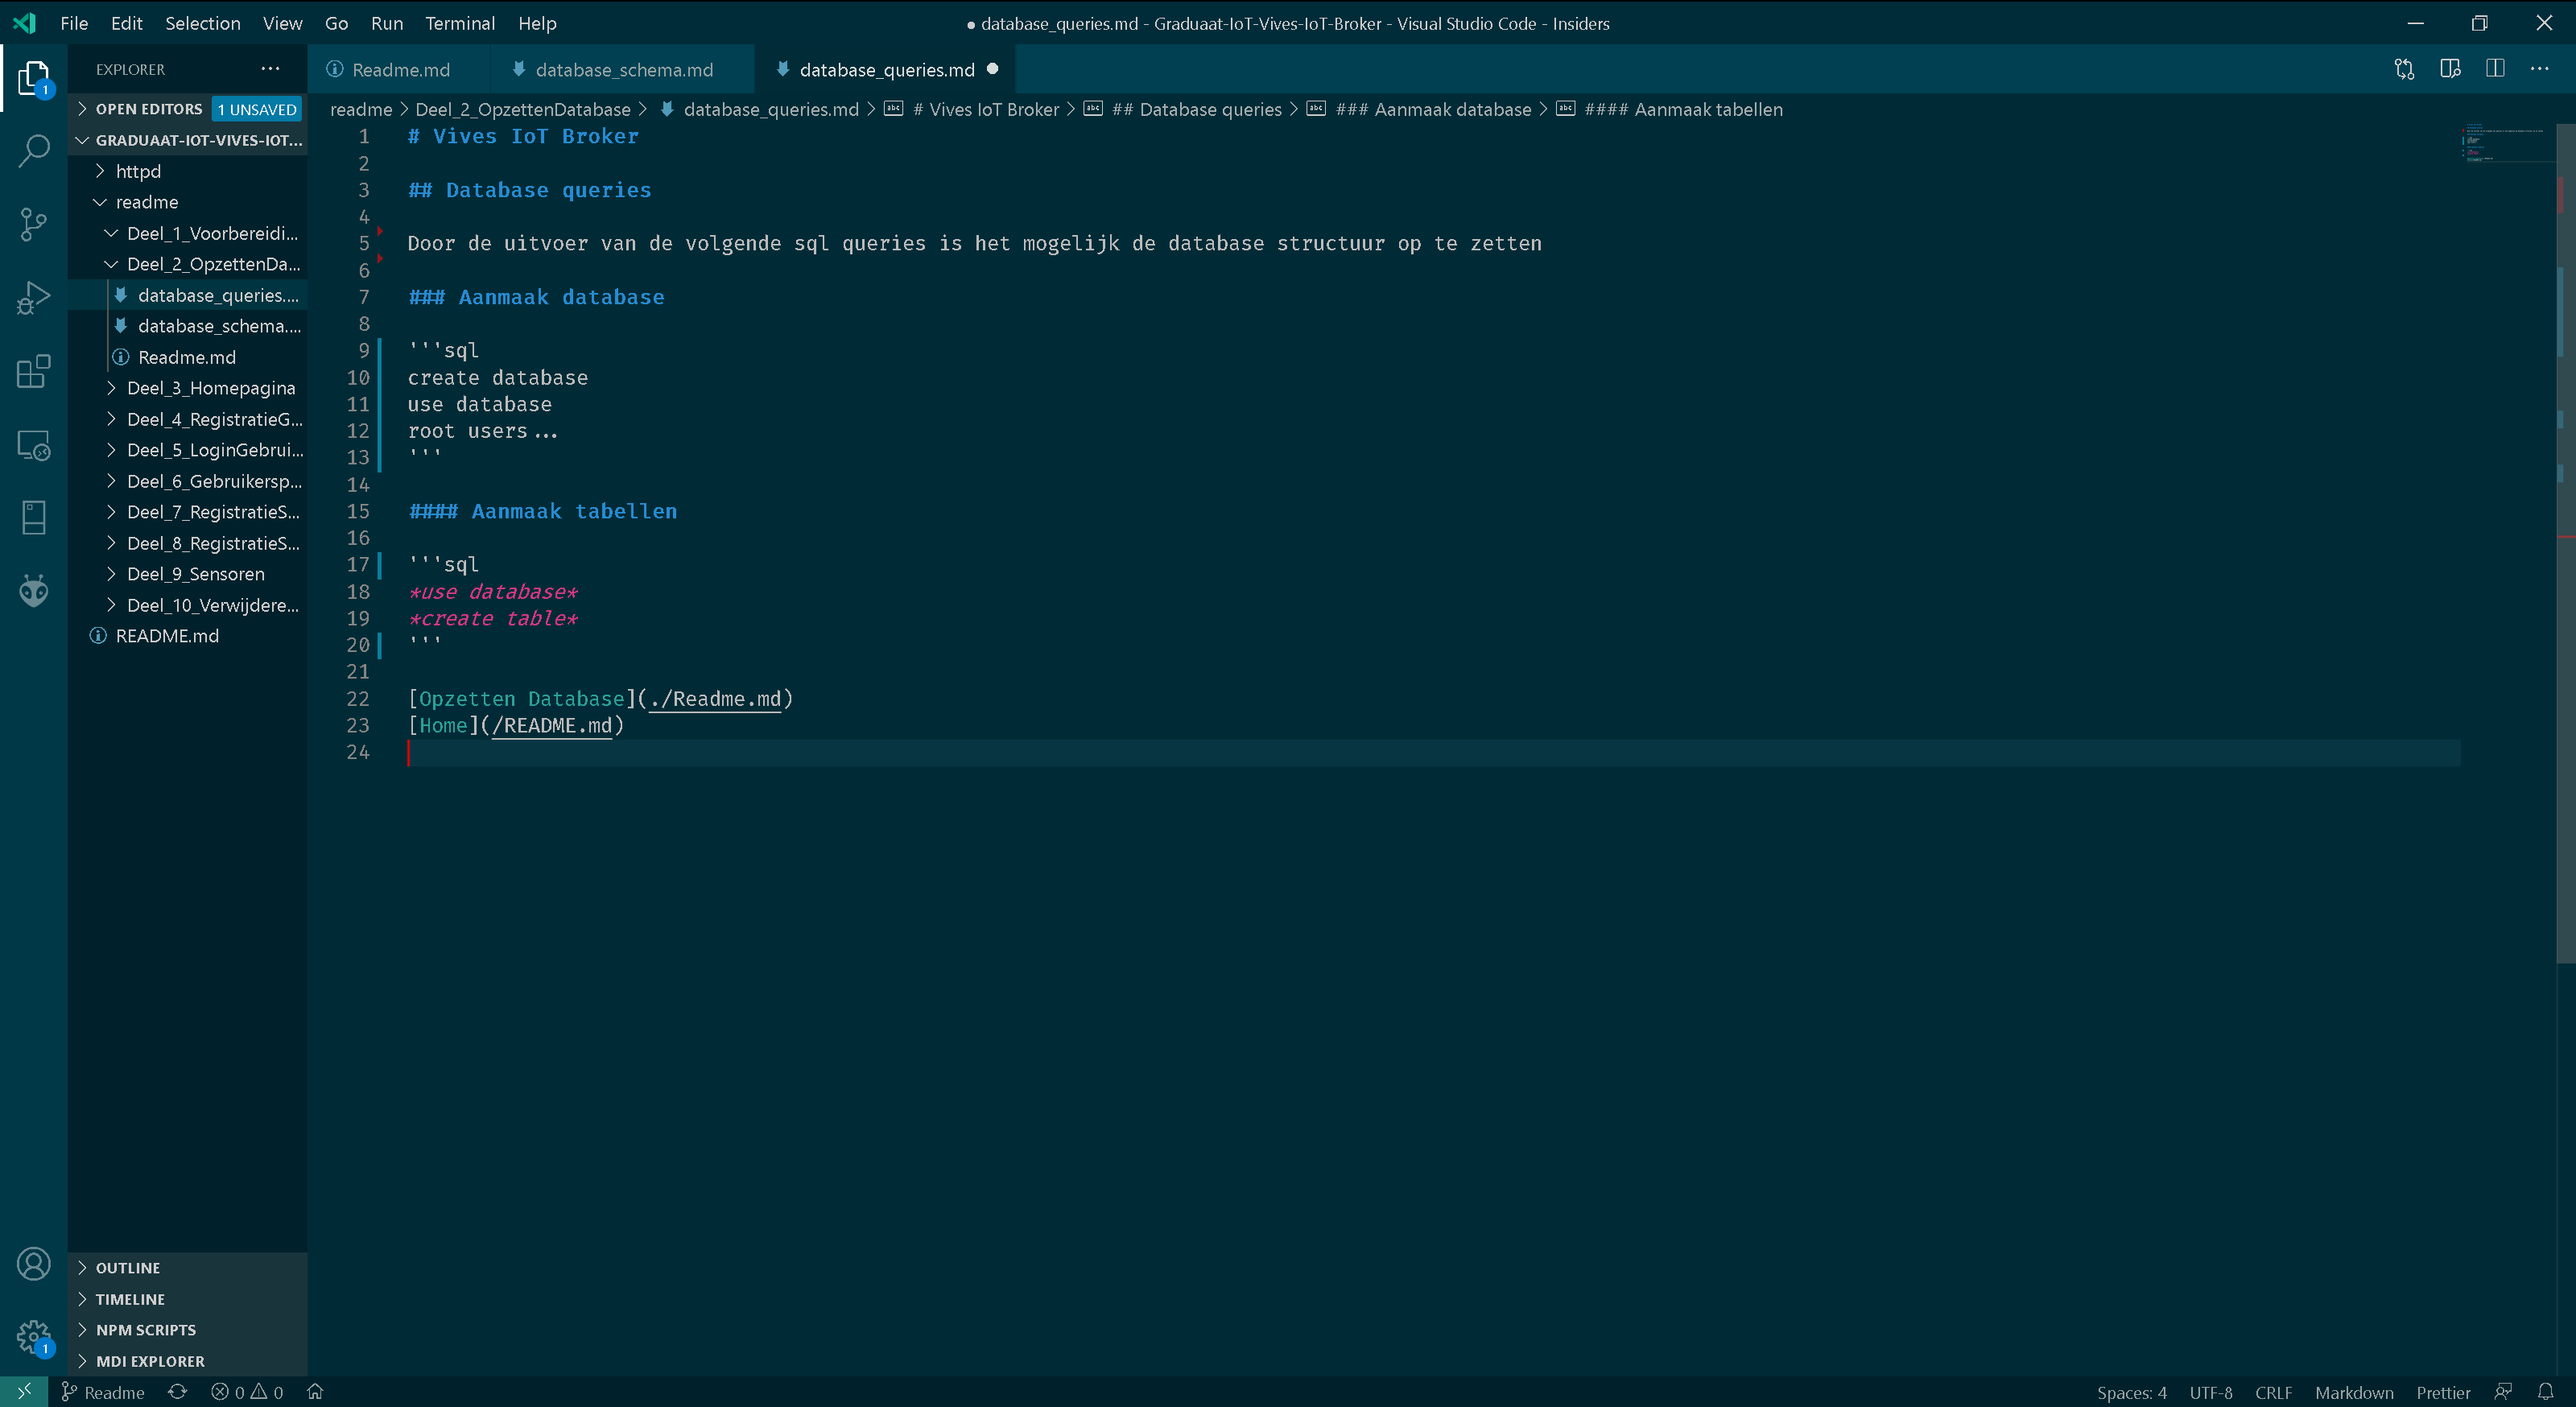 File Edit Selection View Go Run Terminal Help
● database_queries.md - Graduaat-IoT-Vives-IoT-Broker - Visual Studio Code - Insiders
EXPLORER
Readme.md
database_schema.md
database_queries.md
OPEN EDITORS 1 UNSAVED
readme > Deel_2_OpzettenDatabase > database_queries.md > # Vives IoT Broker > ## Database queries > ### Aanmaak database > #### Aanmaak tabellen
GRADUAAT-IOT-VIVES-IOT...
httpd
readme
Deel_1_Voorbereidi...
Deel_2_OpzettenDa...
database_queries....
database_schema....
Readme.md
Deel_3_Homepagina
Deel_4_RegistratieG...
Deel_5_LoginGebrui...
Deel_6_Gebruikersp...
Deel_7_RegistratieS...
Deel_8_RegistratieS...
Deel_9_Sensoren
Deel_10_Verwijdere...
README.md
1 # Vives IoT Broker
2
3 ## Database queries
4
5 Door de uitvoer van de volgende sql queries is het mogelijk de database structuur op te zetten
6
7 ### Aanmaak database
8
9 '''sql
10 create database
11 use database
12 root users...
13 '''
14
15 #### Aanmaak tabellen
16
17 '''sql
18 *use database*
19 *create table*
20 '''
21
22 [Opzetten Database](./Readme.md)
23 [Home](/README.md)
24
1
OUTLINE
TIMELINE
NPM SCRIPTS
MDI EXPLORER
1
Readme 0 0
Spaces: 4 UTF-8 CRLF Markdown Prettier